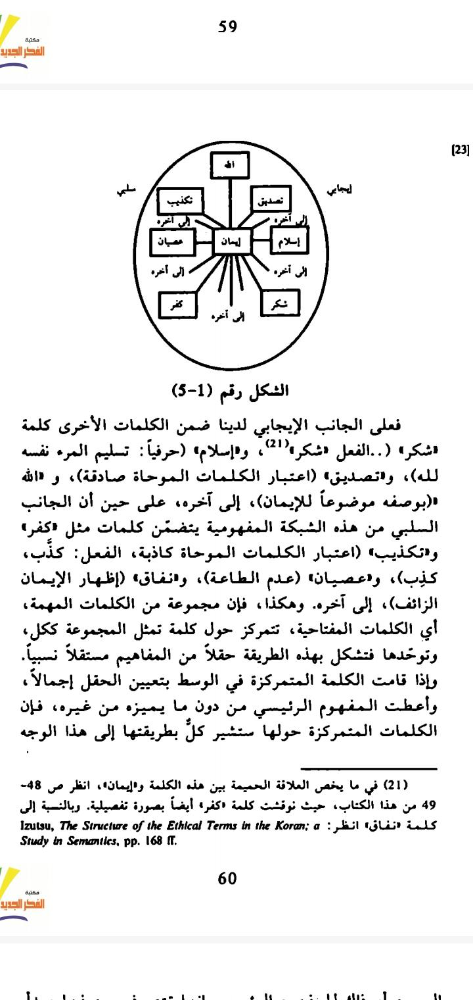 59
مكتبة
الفكر الجديد
[23]
الله
سلبي
إيجابي
تكذيب
تصديق
إلى آخره
إلى آخره
عصيان
إيمان
إسلام
إلى آخره
إلى آخره
كفر
شكر
إلى آخره
الشكل رقم (1-5)
فعلى الجانب الإيجابي لدينا ضمن الكلمات الأخرى كلمة
«شكر» (..الفعل «شكر»(21)، و«إسلام» (حرفياً: تسليم المرء نفسه
لله)، و«تصديق» (اعتبار الكلمات الموحاة صادقة)، و «الله
»(بوصفه موضوعاً للإيمان)، إلى آخره، على حين أن الجانب
السلبي من هذه الشبكة المفهومية يتضمّن كلمات مثل «كفر»
و«تكذيب» (اعتبار الكلمات الموحاة كاذبة، الفعل: كذَّب،
كذِب)، و«عصيان» (عدم الطاعة)، و«نفاق» (إظهار الإيمان
الزائف)، إلى آخره. وهكذا، فإن مجموعة من الكلمات المهمة،
أي الكلمات المفتاحية، تتمركز حول كلمة تمثل المجموعة ككل،
وتوحّدها فتشكل بهذه الطريقة حقلاً من المفاهيم مستقلاً نسبياً.
وإذا قامت الكلمة المتمركزة في الوسط بتعيين الحقل إجمالاً،
وأعطت المفهوم الرئيسي من دون ما يميزه من غيره، فإن
الكلمات المتمركزة حولها ستشير كلٌّ بطريقتها إلى هذا الوجه
(21) في ما يخص العلاقة الحميمة بين هذه الكلمة و«إيمان»، انظر ص 48-
49 من هذا الكتاب، حيث نوقشت كلمة «كفر» أيضاً بصورة تفصيلية. وبالنسبة إلى
كلمة «نفاق» انظر: Izutsu, The Structure of the Ethical Terms in the Koran; a
Study in Semantics, pp. 168 ff.
60
مكتبة
الفكر الجديد